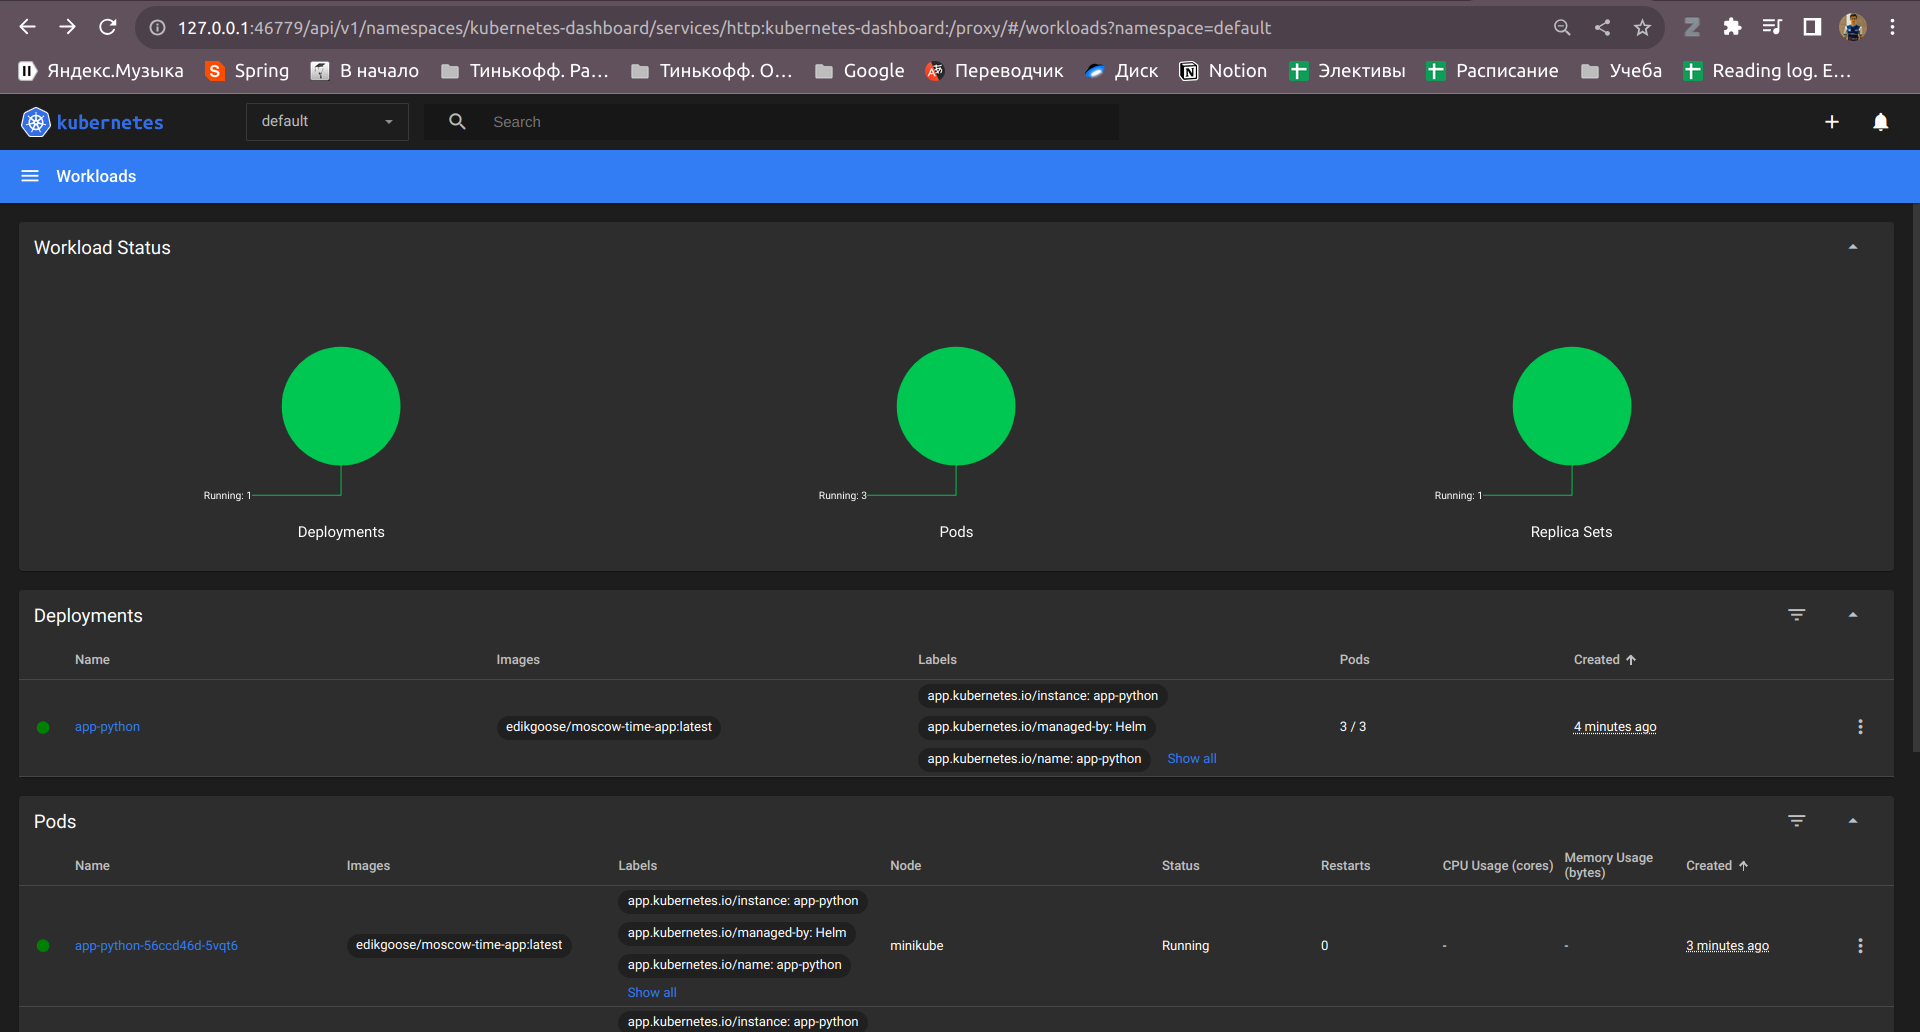 127.0.0.1:46779/api/v1/namespaces/kubernetes-dashboard/services/http:kubernetes-dashboard:/proxy/#/workloads?namespace=default
Яндекс.Музыка Spring В начало Тинькофф. Ра... Тинькофф. О... Google Переводчик Диск Notion Элективы Расписание Учеба Reading log. E...
kubernetes default Search
Workloads
Workload Status
Running: 1 Running: 3 Running: 1
Deployments Pods Replica Sets
Deployments
Name Images Labels Pods Created
app.kubernetes.io/instance: app-python
app-python edikgoose/moscow-time-app:latest app.kubernetes.io/managed-by: Helm 3 / 3 4 minutes ago
app.kubernetes.io/name: app-python Show all
Pods
Name Images Labels Node Status Restarts CPU Usage (cores) Memory Usage (bytes) Created
app.kubernetes.io/instance: app-python
app.kubernetes.io/managed-by: Helm
app-python-56ccd46d-5vqt6 edikgoose/moscow-time-app:latest minikube Running 0 - - 3 minutes ago
app.kubernetes.io/name: app-python
Show all
app.kubernetes.io/instance: app-python